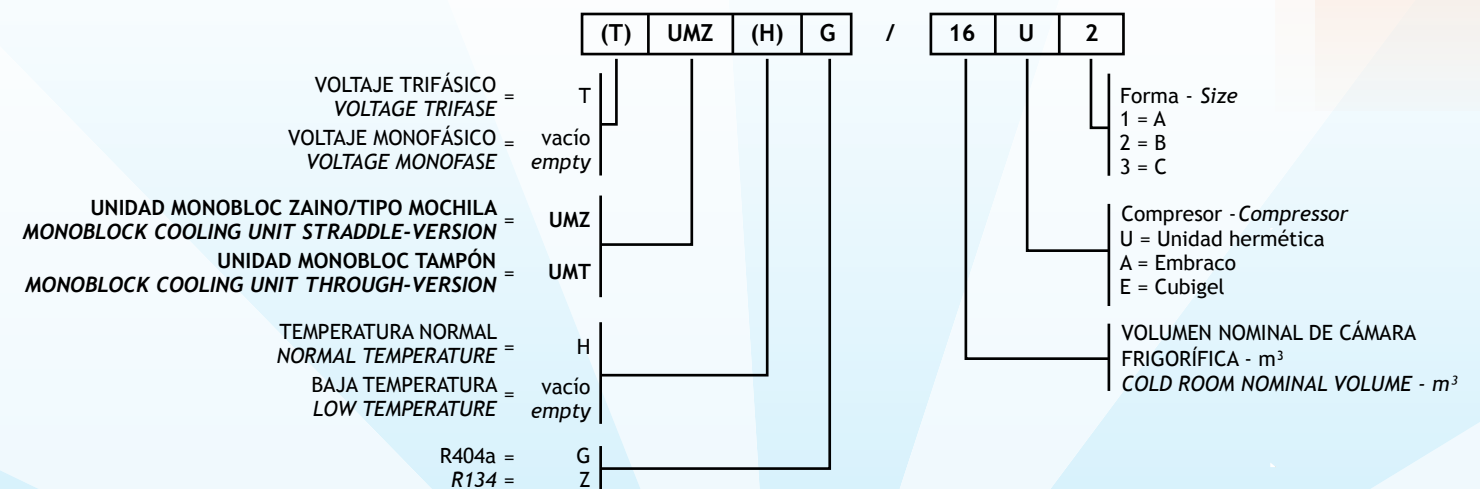 (T) UMZ (H) G / 16 U 2
VOLTAJE TRIFÁSICO
VOLTAGE TRIFASE = T
VOLTAJE MONOFÁSICO = vacío
VOLTAGE MONOFASE empty
UNIDAD MONOBLOC ZAINO/TIPO MOCHILA
MONOBLOCK COOLING UNIT STRADDLE-VERSION = UMZ
UNIDAD MONOBLOC TAMPÓN
MONOBLOCK COOLING UNIT THROUGH-VERSION = UMT
TEMPERATURA NORMAL
NORMAL TEMPERATURE = H
BAJA TEMPERATURA = vacío
LOW TEMPERATURE empty
R404a = G
R134 = Z
Forma - Size
1 = A
2 = B
3 = C
Compresor -Compressor
U = Unidad hermética
A = Embraco
E = Cubigel
VOLUMEN NOMINAL DE CÁMARA
FRIGORÍFICA - m³
COLD ROOM NOMINAL VOLUME - m³